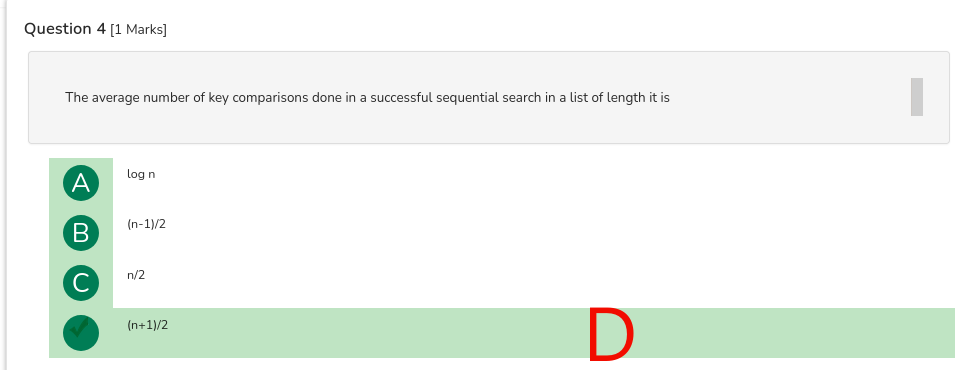 Question 4 [1 Marks]
The average number of key comparisons done in a successful sequential search in a list of length it is
A log n
B (n-1)/2
C n/2
(n+1)/2 D